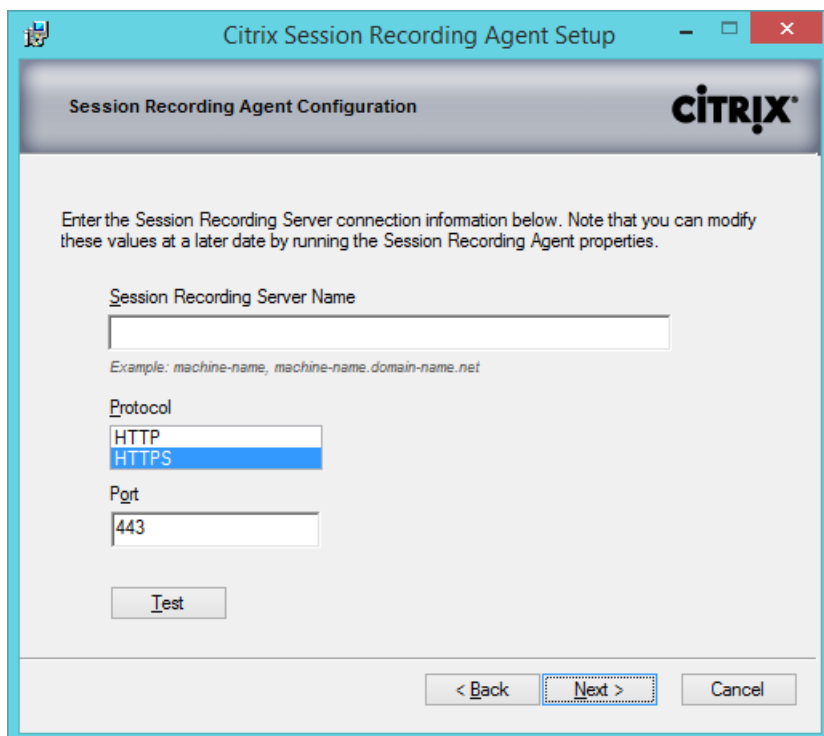 Citrix Session Recording Agent Setup
Session Recording Agent Configuration
CİTRIX®
Enter the Session Recording Server connection information below. Note that you can modify
these values at a later date by running the Session Recording Agent properties.
Session Recording Server Name
Example: machine-name, machine-name.domain-name.net
Protocol
HTTP
HTTPS
Port
443
Test
< Back
Next >
Cancel